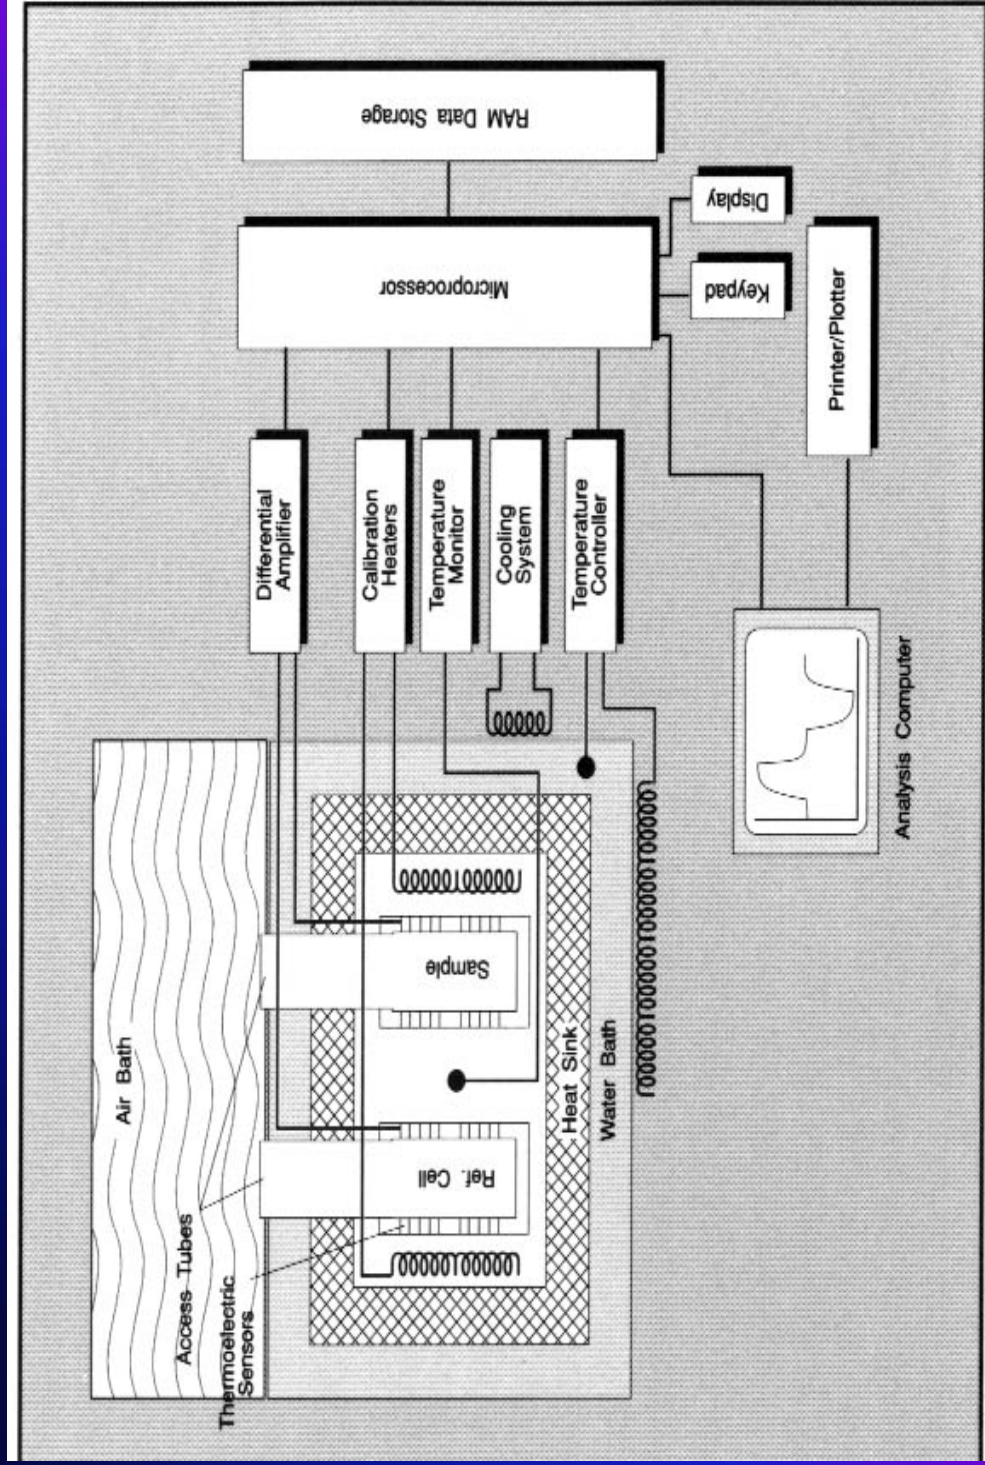 RAM Data Storage
Microprocessor
Display
Keypad
Printer/Plotter
Differential
Amplifier
Calibration
Heaters
Temperature
Monitor
Cooling
System
Temperature
Controller
Analysis Computer
Air Bath
Sample
Ref. Cell
Heat Sink
Water Bath
Access Tubes
Thermoelectric
Sensors